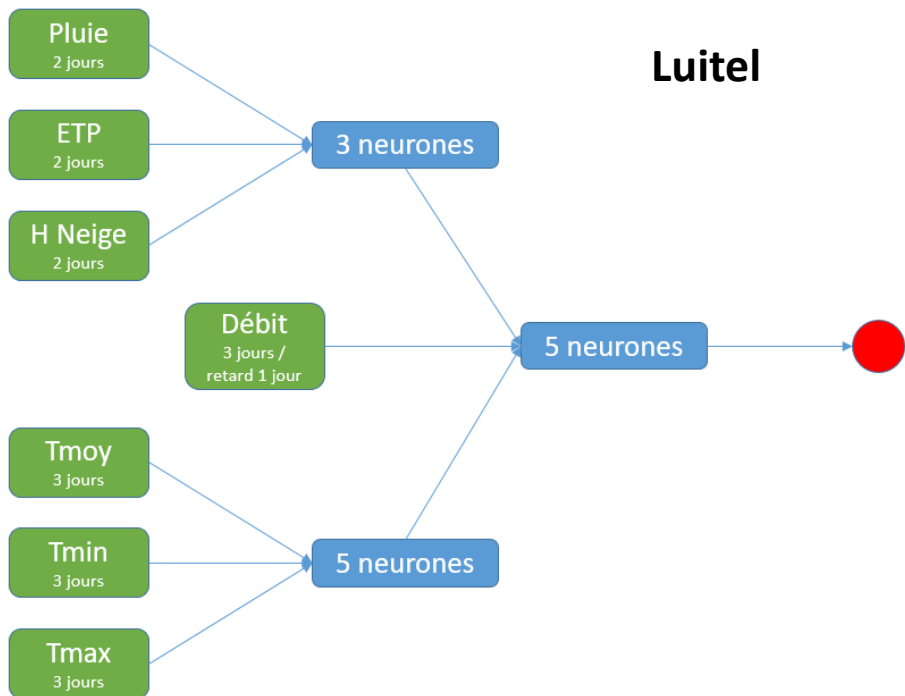 Pluie
2 jours
Luitel
ETP
2 jours
3 neurones
H Neige
2 jours
Débit
3 jours /
retard 1 jour
5 neurones
Tmoy
3 jours
Tmin
3 jours
5 neurones
Tmax
3 jours